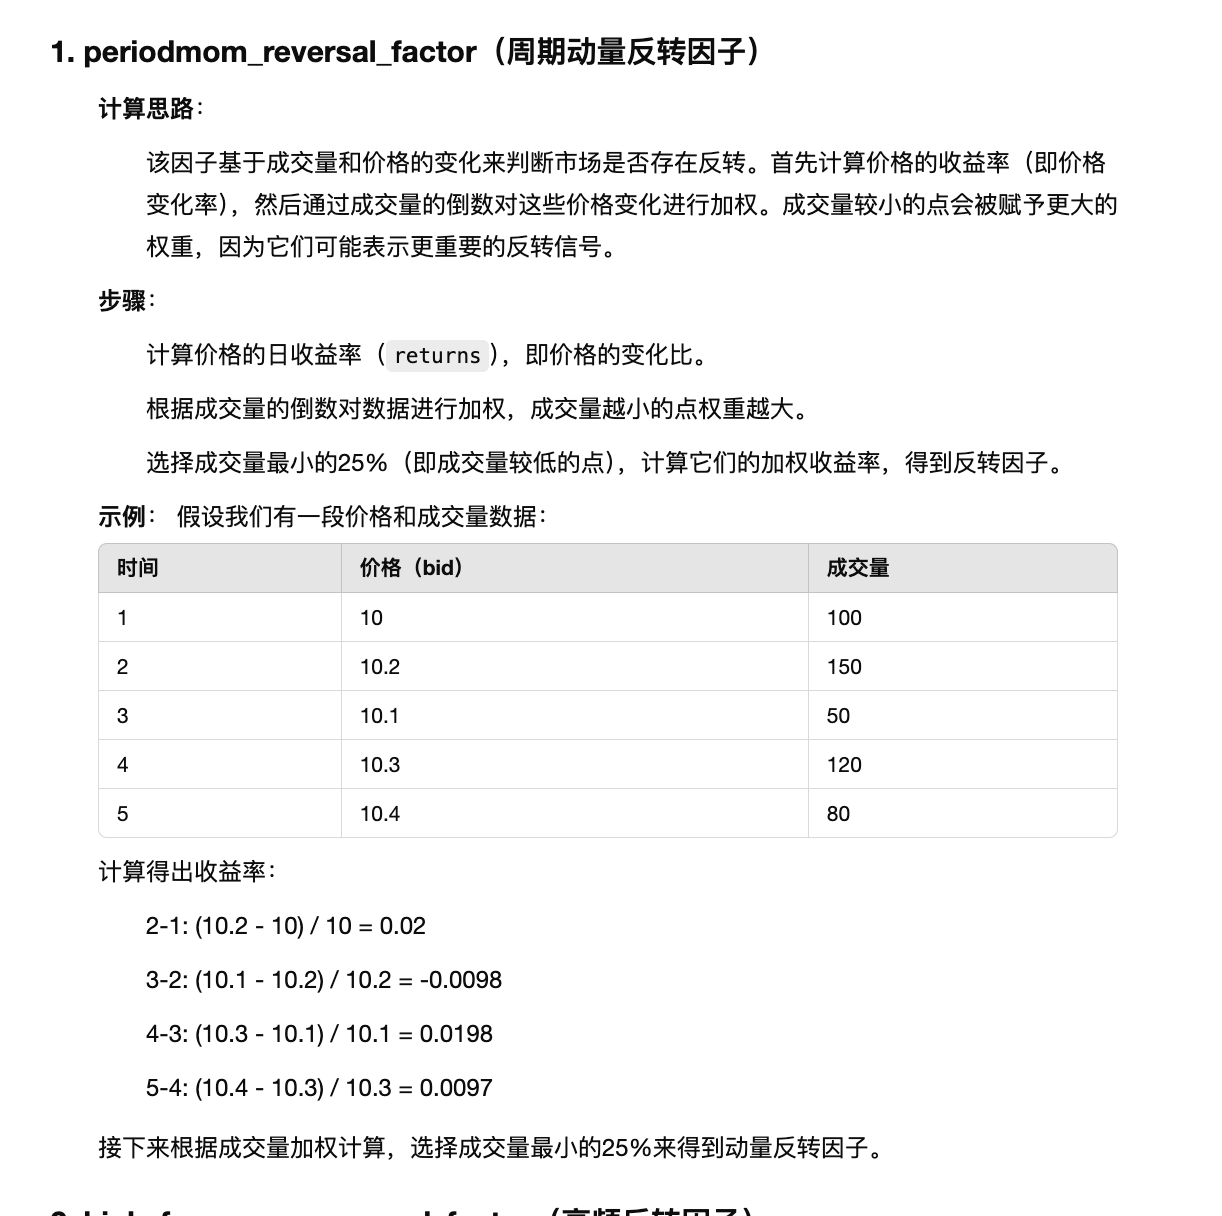 1. periodmom_reversal_factor（周期动量反转因子）
计算思路：
该因子基于成交量和价格的变化来判断市场是否存在反转。首先计算价格的收益率（即价格
变化率），然后通过成交量的倒数对这些价格变化进行加权。成交量较小的点会被赋予更大的
权重，因为它们可能表示更重要的反转信号。
步骤：
计算价格的日收益率（returns），即价格的变化比。
根据成交量的倒数对数据进行加权，成交量越小的点权重越大。
选择成交量最小的25%（即成交量较低的点），计算它们的加权收益率，得到反转因子。
示例： 假设我们有一段价格和成交量数据：
时间 价格（bid） 成交量
1 10 100
2 10.2 150
3 10.1 50
4 10.3 120
5 10.4 80
计算得出收益率：
2-1: (10.2 - 10) / 10 = 0.02
3-2: (10.1 - 10.2) / 10.2 = -0.0098
4-3: (10.3 - 10.1) / 10.1 = 0.0198
5-4: (10.4 - 10.3) / 10.3 = 0.0097
接下来根据成交量加权计算，选择成交量最小的25%来得到动量反转因子。